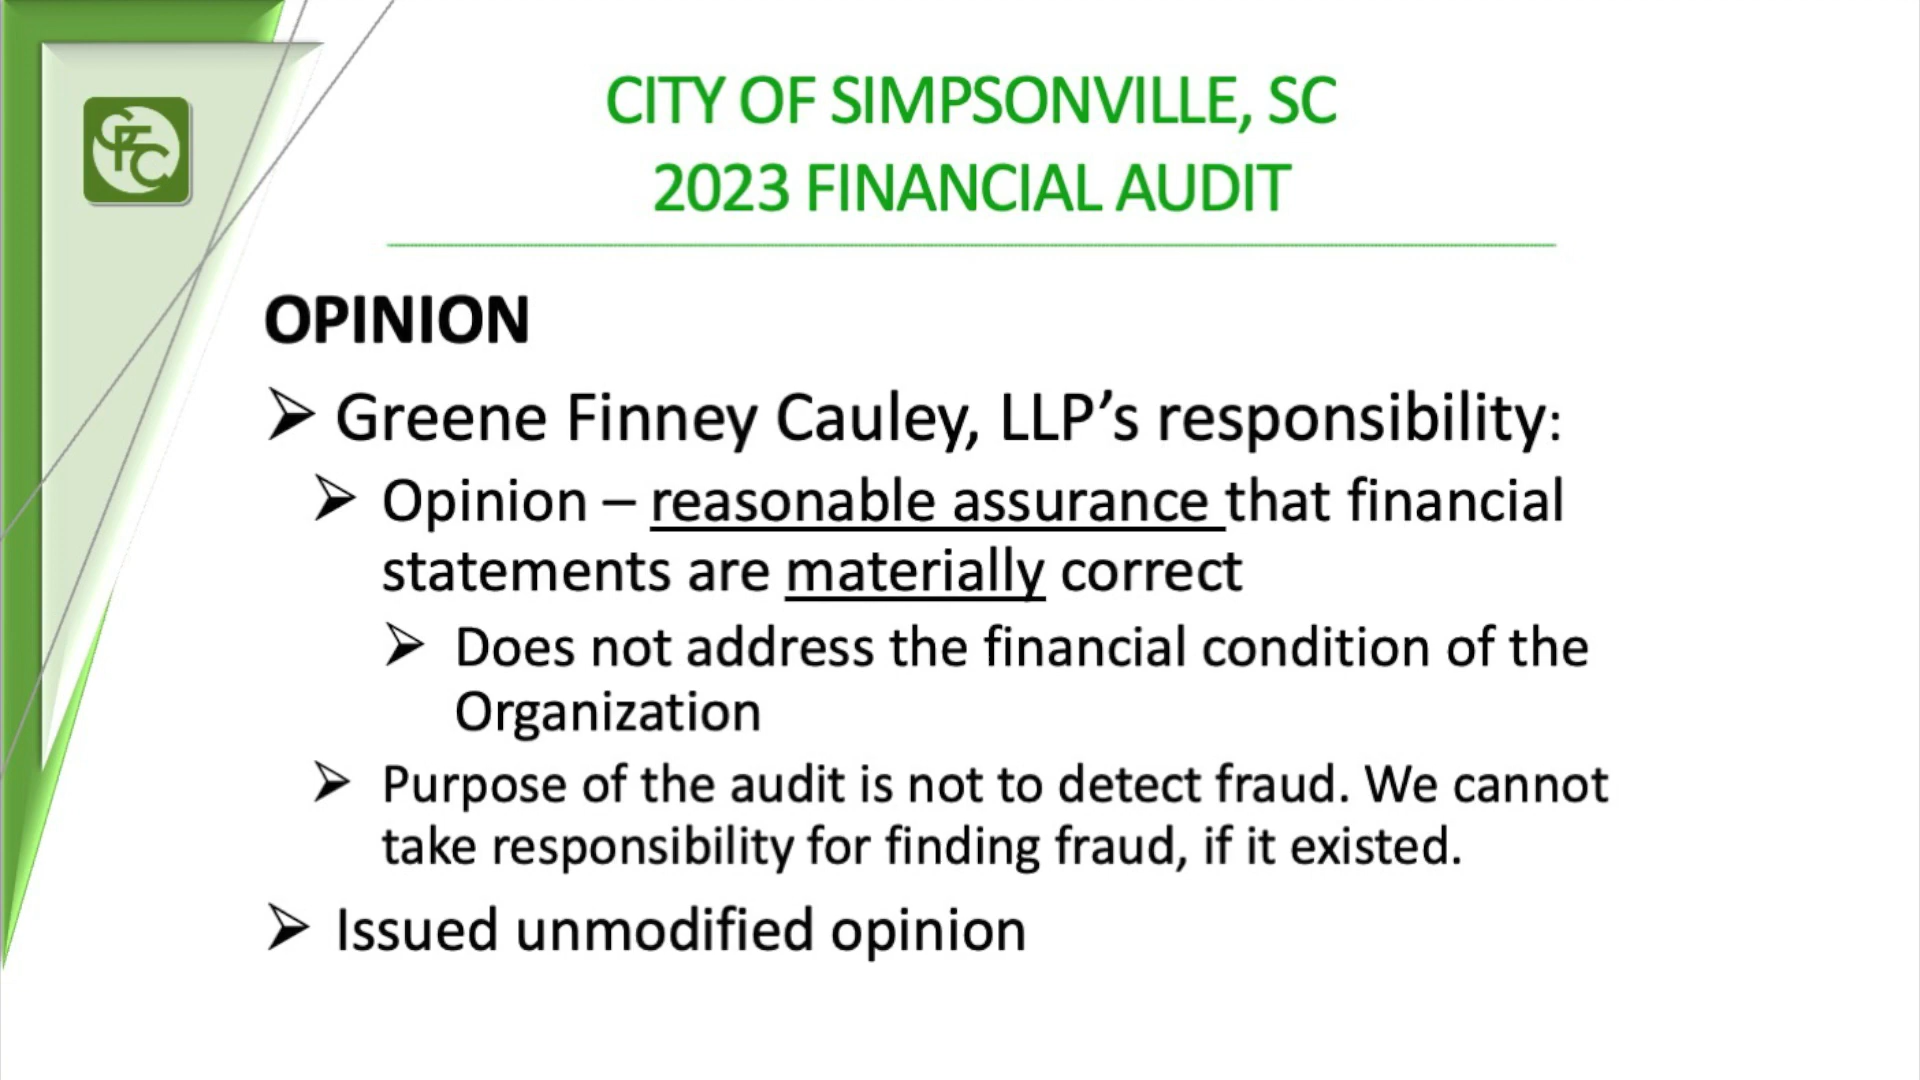 GFC
CITY OF SIMPSONVILLE, SC
2023 FINANCIAL AUDIT
OPINION
Greene Finney Cauley, LLP’s responsibility:
Opinion – reasonable assurance that financial
statements are materially correct
Does not address the financial condition of the
Organization
Purpose of the audit is not to detect fraud. We cannot
take responsibility for finding fraud, if it existed.
Issued unmodified opinion